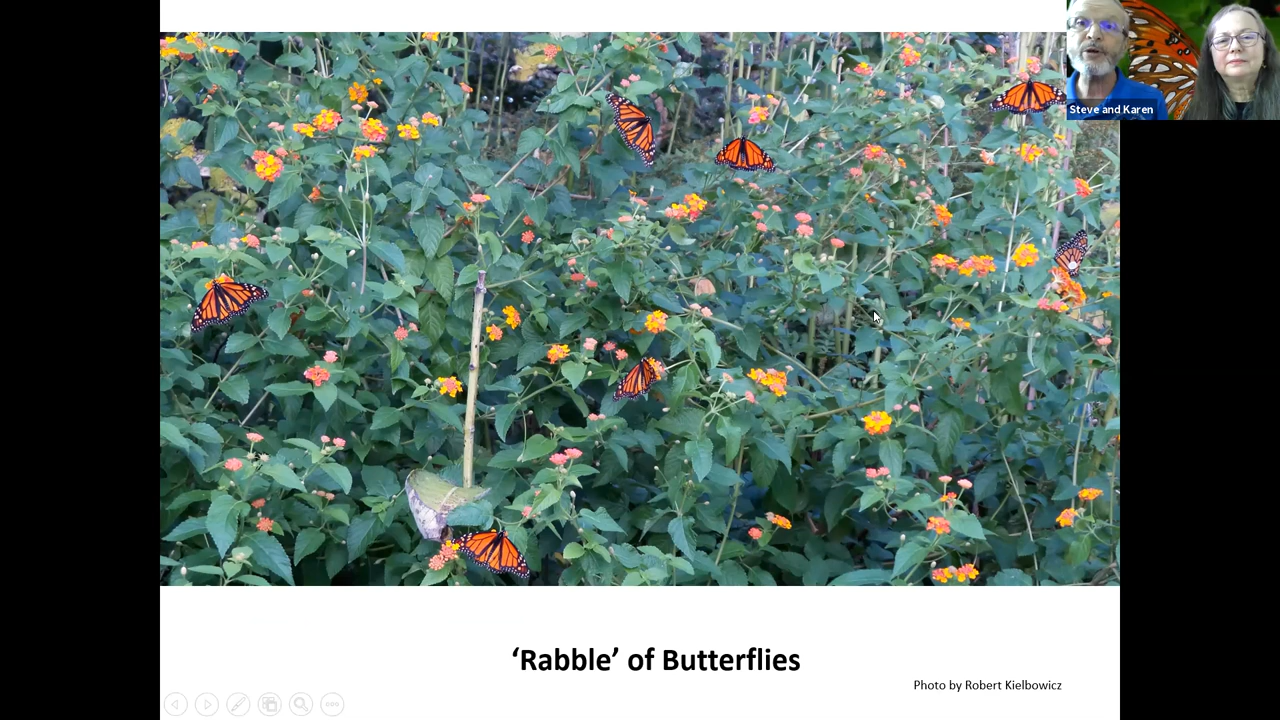 Steve and Karen
‘Rabble’ of Butterflies
Photo by Robert Kielbowicz